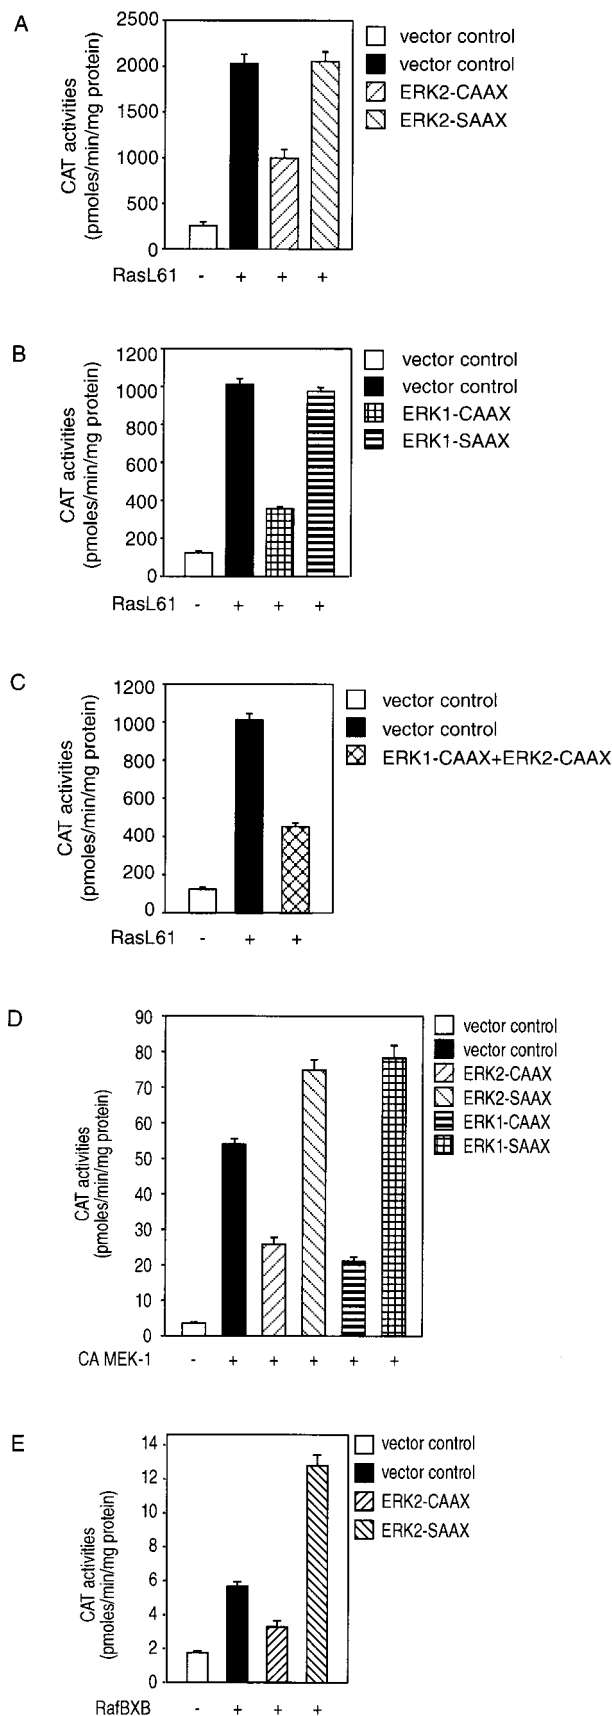 A
2500
2000
1500
1000
500
0
CAT activities
(pmoles/min/mg protein)
vector control
vector control
ERK2-CAAX
ERK2-SAAX
RasL61 - + + +
B
1200
1000
800
600
400
200
0
CAT activities
(pmoles/min/mg protein)
vector control
vector control
ERK1-CAAX
ERK1-SAAX
RasL61 - + + +
C
1200
1000
800
600
400
200
0
CAT activities
(pmoles/min/mg protein)
vector control
vector control
ERK1-CAAX+ERK2-CAAX
RasL61 - + +
D
90
80
70
60
50
40
30
20
10
0
CAT activities
(pmoles/min/mg protein)
vector control
vector control
ERK2-CAAX
ERK2-SAAX
ERK1-CAAX
ERK1-SAAX
CA MEK-1 - + + + + +
E
14
12
10
8
6
4
2
0
CAT activities
(pmoles/min/mg protein)
vector control
vector control
ERK2-CAAX
ERK2-SAAX
RafBXB - + + +